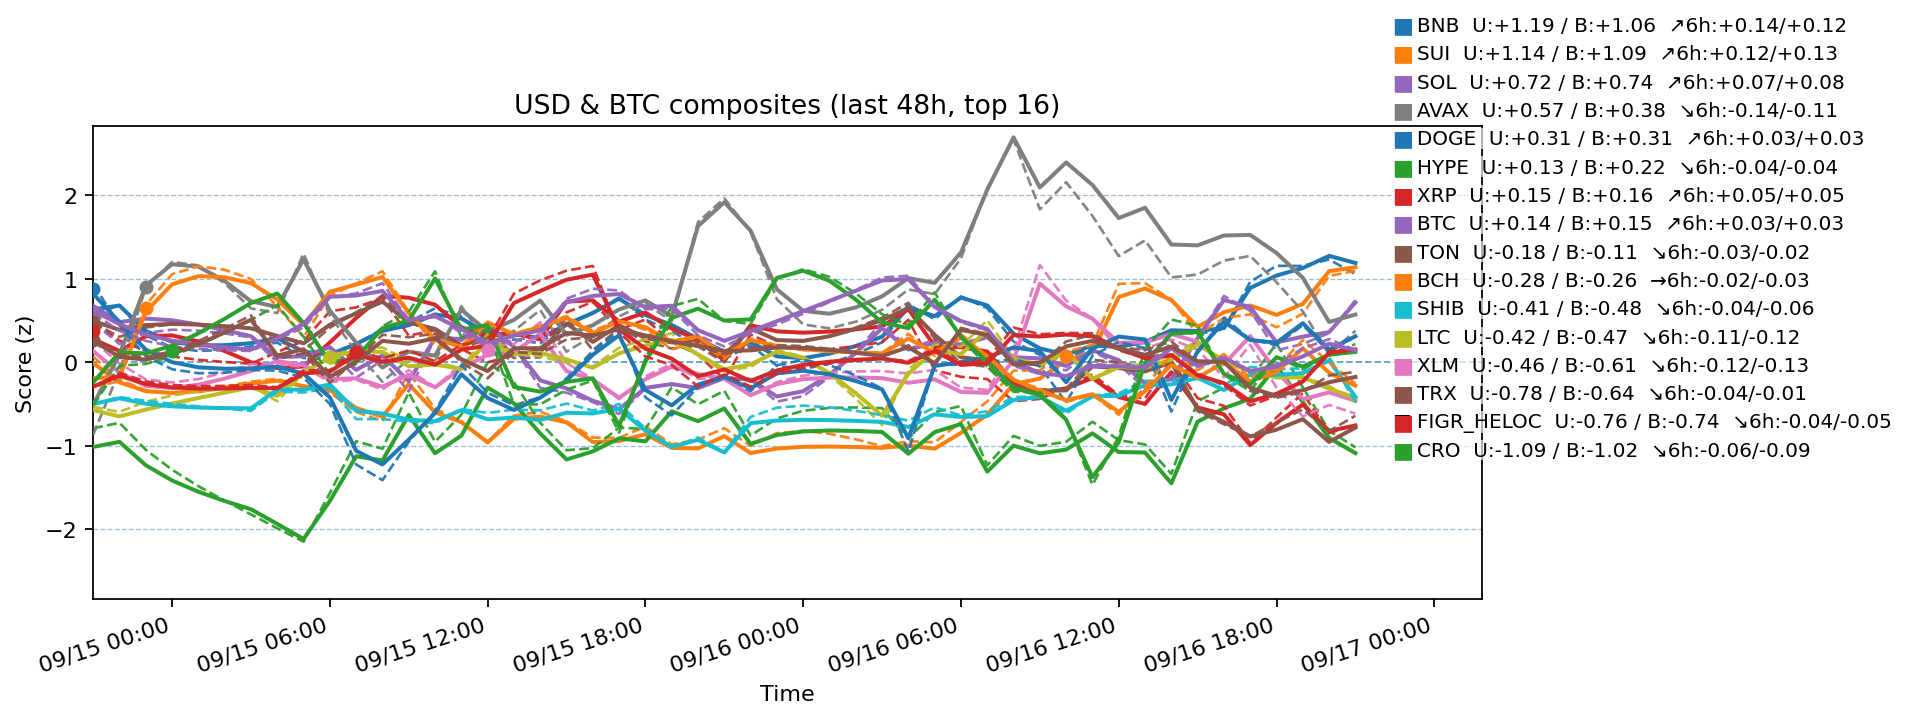 USD & BTC composites (last 48h, top 16)
BNB U:+1.19 / B:+1.06 ↗6h:+0.14/+0.12
SUI U:+1.14 / B:+1.09 ↗6h:+0.12/+0.13
SOL U:+0.72 / B:+0.74 ↗6h:+0.07/+0.08
AVAX U:+0.57 / B:+0.38 ↘6h:-0.14/-0.11
DOGE U:+0.31 / B:+0.31 ↗6h:+0.03/+0.03
HYPE U:+0.13 / B:+0.22 ↘6h:-0.04/-0.04
XRP U:+0.15 / B:+0.16 ↗6h:+0.05/+0.05
BTC U:+0.14 / B:+0.15 ↗6h:+0.03/+0.03
TON U:-0.18 / B:-0.11 ↘6h:-0.03/-0.02
BCH U:-0.28 / B:-0.26 →6h:-0.02/-0.03
SHIB U:-0.41 / B:-0.48 ↘6h:-0.04/-0.06
LTC U:-0.42 / B:-0.47 ↘6h:-0.11/-0.12
XLM U:-0.46 / B:-0.61 ↘6h:-0.12/-0.13
TRX U:-0.78 / B:-0.64 ↘6h:-0.04/-0.01
FIGR_HELOC U:-0.76 / B:-0.74 ↘6h:-0.04/-0.05
CRO U:-1.09 / B:-1.02 ↘6h:-0.06/-0.09
Score (z)
2
1
0
−1
−2
09/15 00:00
09/15 06:00
09/15 12:00
09/15 18:00
09/16 00:00
09/16 06:00
09/16 12:00
09/16 18:00
09/17 00:00
Time